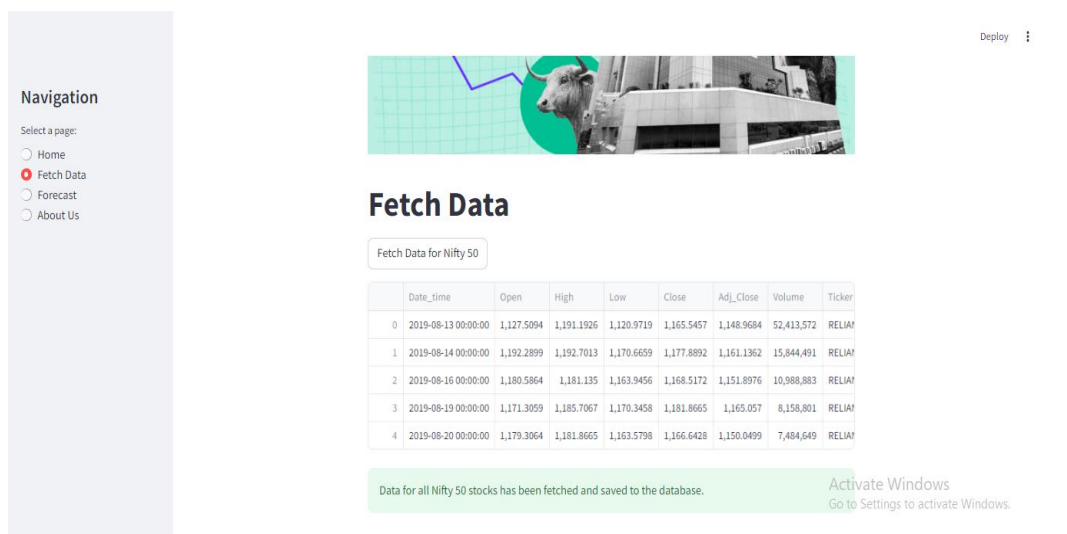 Deploy
Navigation
Select a page:
Home
Fetch Data
Forecast
About Us
Fetch Data
Fetch Data for Nifty 50
Date_time Open High Low Close Adj_Close Volume Ticker
0 2019-08-13 00:00:00 1,127.5094 1,191.1926 1,120.9719 1,165.5457 1,148.9684 52,413,572 RELIAN
1 2019-08-14 00:00:00 1,192.2899 1,192.7013 1,170.6659 1,177.8892 1,161.1362 15,844,491 RELIAN
2 2019-08-16 00:00:00 1,180.5864 1,181.135 1,163.9456 1,168.5172 1,151.8976 10,988,883 RELIAN
3 2019-08-19 00:00:00 1,171.3059 1,185.7067 1,170.3458 1,181.8665 1,165.057 8,158,801 RELIAN
4 2019-08-20 00:00:00 1,179.3064 1,181.8665 1,163.5798 1,166.6428 1,150.0499 7,484,649 RELIAN
Data for all Nifty 50 stocks has been fetched and saved to the database.
Activate Windows
Go to Settings to activate Windows.